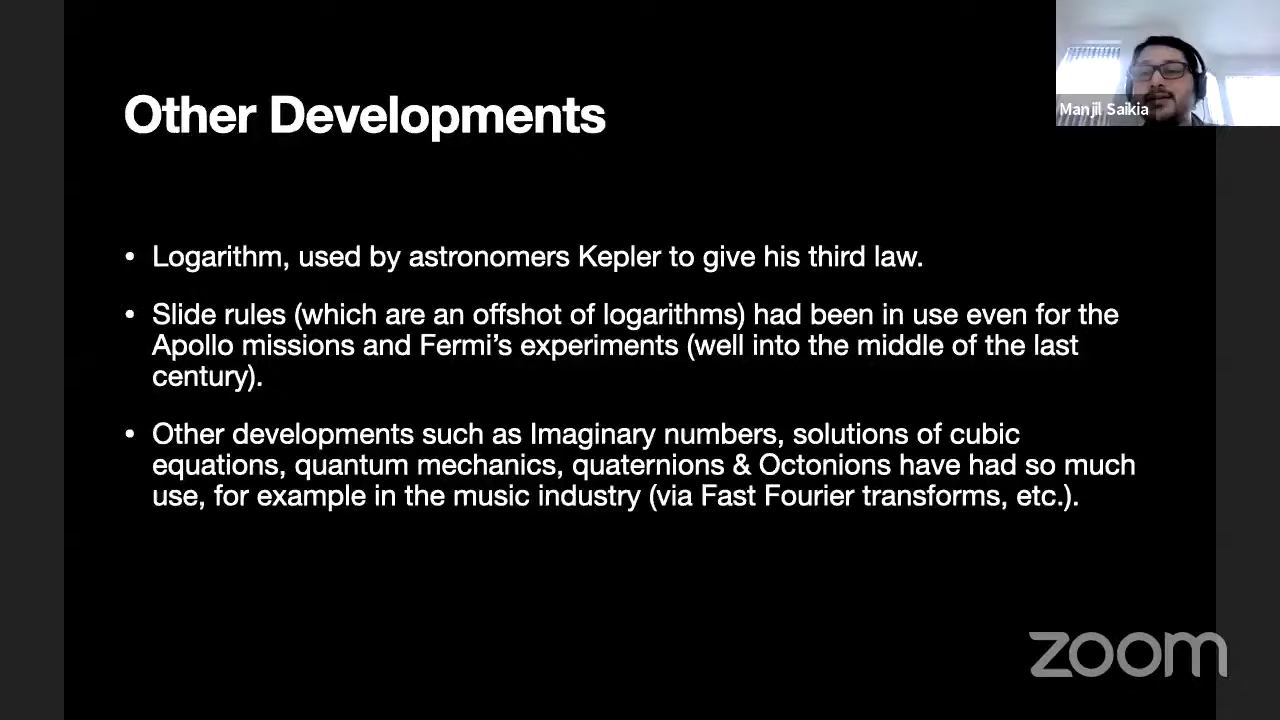 Other Developments
Manjil Saikia
• Logarithm, used by astronomers Kepler to give his third law.
• Slide rules (which are an offshot of logarithms) had been in use even for the
Apollo missions and Fermi’s experiments (well into the middle of the last
century).
• Other developments such as Imaginary numbers, solutions of cubic
equations, quantum mechanics, quaternions & Octonions have had so much
use, for example in the music industry (via Fast Fourier transforms, etc.).
zoom